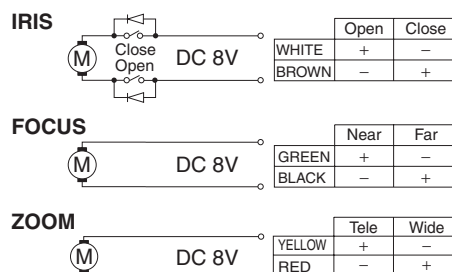 IRIS
Open Close
M Close DC 8V WHITE + −
Open BROWN − +
FOCUS
Near Far
M DC 8V GREEN + −
BLACK − +
ZOOM
Tele Wide
M DC 8V YELLOW + −
RED − +